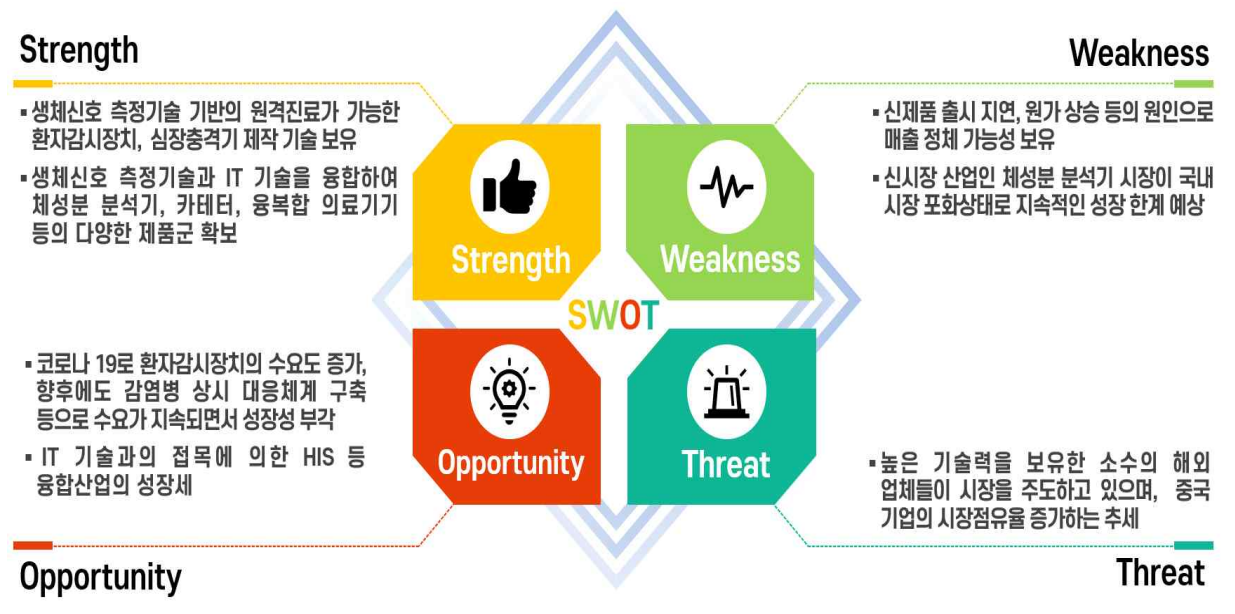 Strength
▪ 생체신호 측정기술 기반의 원격진료가 가능한
환자감시장치, 심장충격기 제작 기술 보유
▪ 생체신호 측정기술과 IT 기술을 융합하여
체성분 분석기, 카테터, 융복합 의료기기
등의 다양한 제품군 확보
Weakness
▪ 신제품 출시 지연, 원가 상승 등의 원인으로
매출 정체 가능성 보유
▪ 신시장 산업인 체성분 분석기 시장이 국내
시장 포화상태로 지속적인 성장 한계 예상
Strength
Weakness
SWOT
Opportunity
Threat
▪ 코로나 19로 환자감시장치의 수요도 증가,
향후에도 감염병 상시 대응체계 구축
등으로 수요가 지속되면서 성장성 부각
▪ IT 기술과의 접목에 의한 HIS 등
융합산업의 성장세
Opportunity
▪ 높은 기술력을 보유한 소수의 해외
업체들이 시장을 주도하고 있으며, 중국
기업의 시장점유율 증가하는 추세
Threat